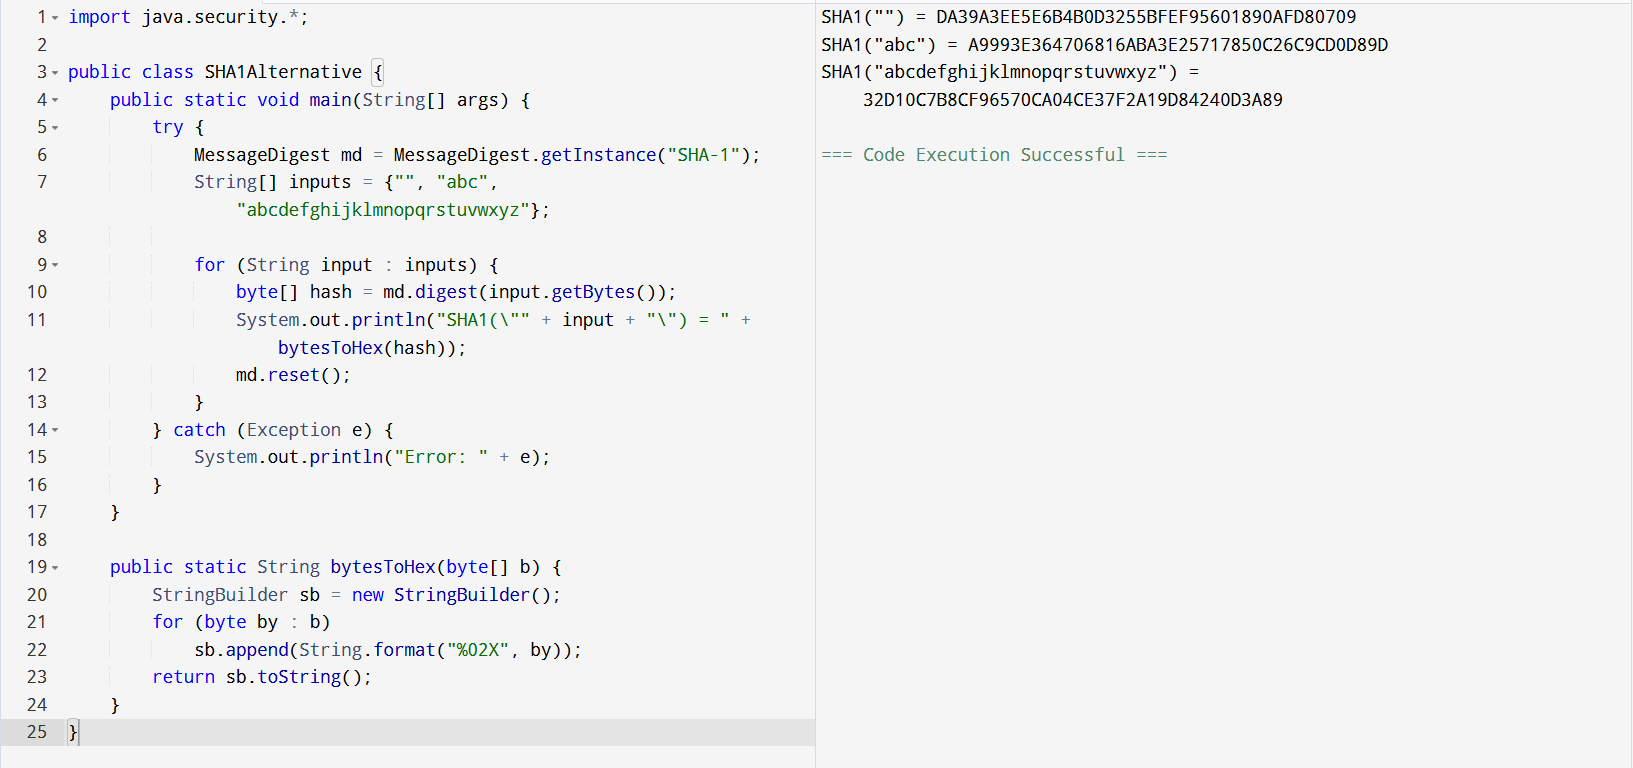 1 import java.security.*;
2
3 public class SHA1Alternative {
4     public static void main(String[] args) {
5         try {
6             MessageDigest md = MessageDigest.getInstance("SHA-1");
7             String[] inputs = {"", "abc",
                "abcdefghijklmnopqrstuvwxyz"};
8
9             for (String input : inputs) {
10                byte[] hash = md.digest(input.getBytes());
11                System.out.println("SHA1(\"" + input + "\") = " +
                    bytesToHex(hash));
12                md.reset();
13            }
14        } catch (Exception e) {
15            System.out.println("Error: " + e);
16        }
17    }
18
19    public static String bytesToHex(byte[] b) {
20        StringBuilder sb = new StringBuilder();
21        for (byte by : b)
22            sb.append(String.format("%02X", by));
23        return sb.toString();
24    }
25 }
SHA1("") = DA39A3EE5E6B4B0D3255BFEF95601890AFD80709
SHA1("abc") = A9993E364706816ABA3E25717850C26C9CD0D89D
SHA1("abcdefghijklmnopqrstuvwxyz") =
    32D10C7B8CF96570CA04CE37F2A19D84240D3A89
=== Code Execution Successful ===